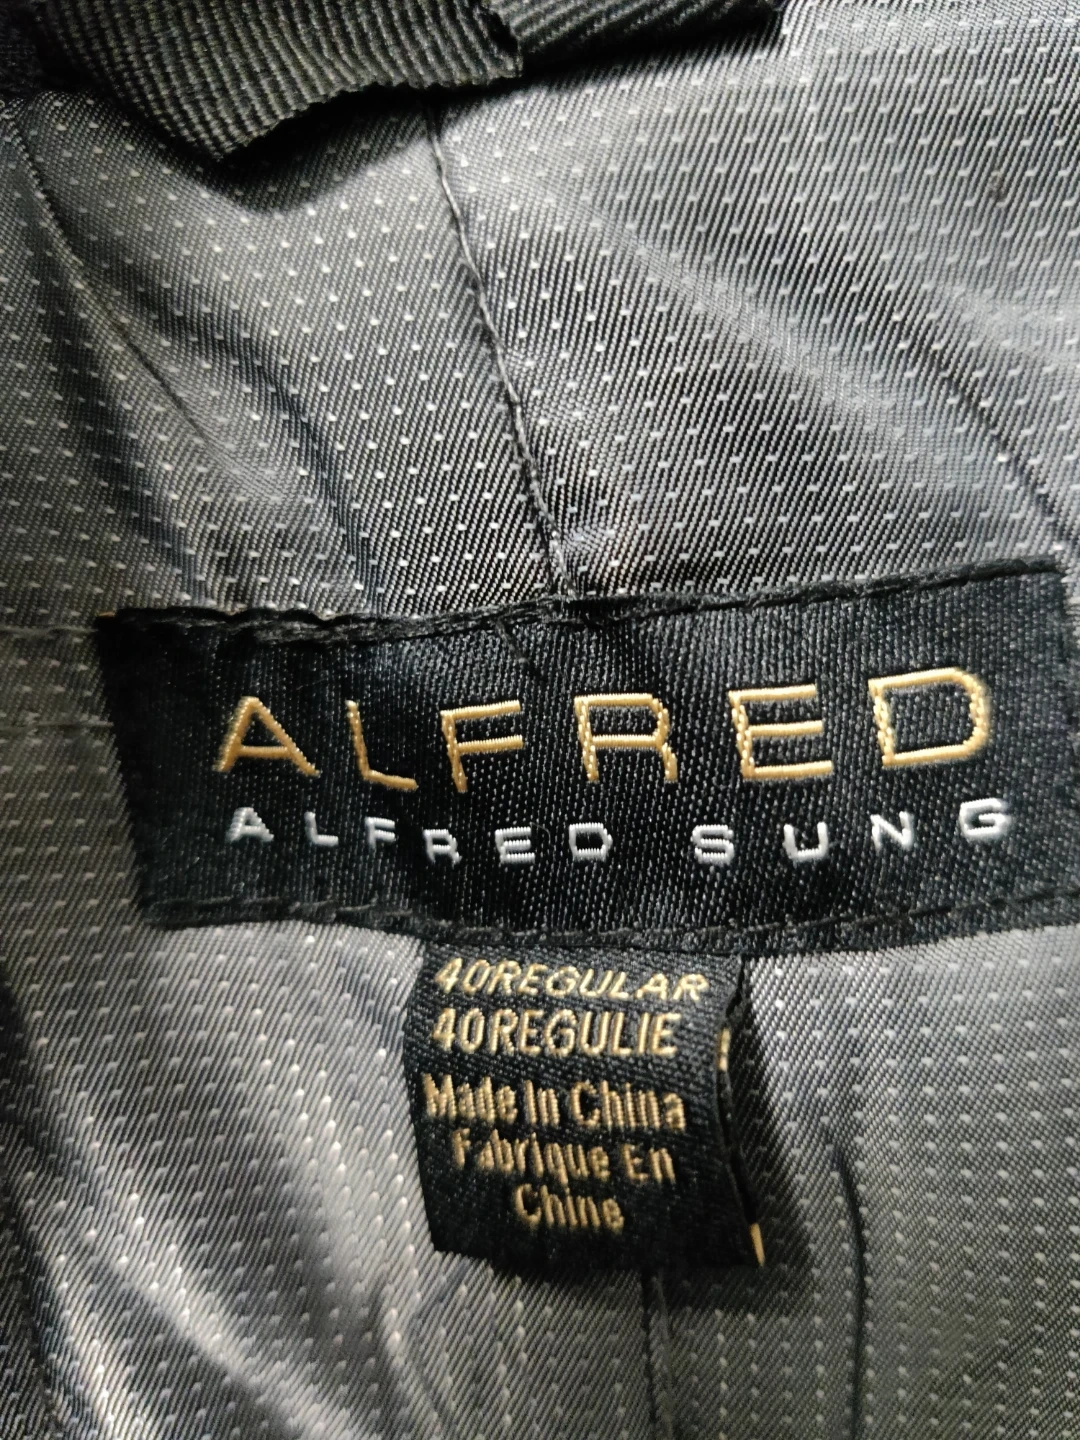 ALFRED
ALFRED SUNG
40REGULAR
40REGULIE
Made In China
Fabrique En
Chine